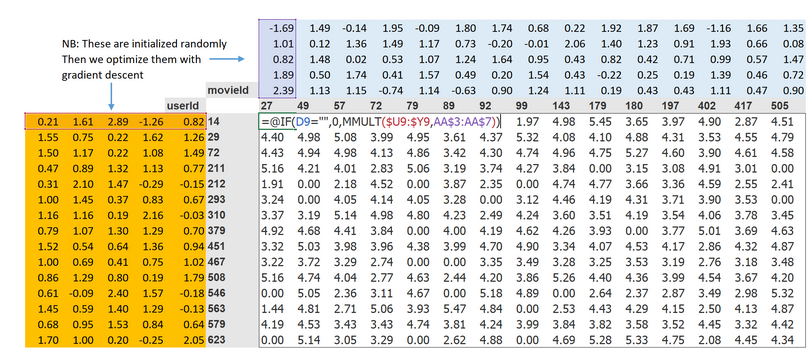 -1.69 1.49 -0.14 1.95 -0.09 1.80 1.74 0.68 0.22 1.92 1.87 1.69 -1.16 1.66 1.35
NB: These are initialized randomly 1.01 0.12 1.36 1.49 1.17 0.73 -0.20 -0.01 2.06 1.40 1.23 0.91 1.93 0.66 0.08
Then we optimize them with 0.82 1.48 0.02 0.53 1.07 1.24 1.64 0.95 0.43 0.82 0.42 0.71 0.99 0.57 1.47
gradient descent 1.89 0.50 1.74 0.41 1.57 0.49 0.20 1.54 0.43 -0.22 0.25 0.19 1.39 0.46 0.72
movieId 2.39 1.13 1.15 -0.74 1.14 -0.63 0.90 1.24 1.11 0.19 0.43 0.43 1.11 0.47 0.90
userId 27 49 57 72 79 89 92 99 143 179 180 197 402 417 505
0.21 1.61 2.89 -1.26 0.82 14 =@IF(D9="",0,MMULT($U9:$Y9,AA$3:AA$7)) 1.97 4.98 5.45 3.65 3.97 4.90 2.87 4.51
1.55 0.75 0.22 1.62 1.26 29 4.40 4.98 5.08 3.99 4.95 3.61 4.37 5.32 4.08 4.10 4.88 4.31 3.53 4.55 4.79
1.50 1.17 0.22 1.08 1.49 72 4.43 4.94 4.98 4.13 4.86 3.42 4.30 4.74 4.96 4.75 5.27 4.60 3.90 4.61 4.58
0.47 0.89 1.32 1.13 0.77 211 5.16 4.21 4.01 2.83 5.06 3.19 3.74 4.27 3.84 0.00 3.15 3.08 4.91 3.01 0.00
0.31 2.10 1.47 -0.29 -0.15 212 1.91 0.00 2.18 4.52 0.00 3.87 2.35 0.00 4.74 4.77 3.66 3.36 4.59 2.55 2.41
1.00 1.45 0.37 0.83 0.67 293 3.24 0.00 4.05 4.14 4.05 3.28 0.00 3.12 4.46 4.19 4.31 3.71 3.90 3.53 0.00
1.16 1.16 0.19 2.16 -0.03 310 3.37 3.19 5.14 4.98 4.80 4.23 2.49 4.24 3.60 3.51 4.19 3.54 4.06 3.78 3.45
0.79 1.07 1.30 1.29 0.70 379 4.92 4.68 4.41 3.84 0.00 4.00 4.19 4.62 4.26 3.93 0.00 3.77 5.01 3.69 4.63
1.52 0.54 0.64 1.36 0.94 451 3.32 5.03 3.98 3.96 4.38 3.99 4.70 4.90 3.34 4.07 4.53 4.17 2.86 4.32 4.87
1.00 0.69 0.41 0.75 1.02 467 3.22 3.72 3.29 2.74 0.00 0.00 3.35 3.49 3.28 3.25 3.53 3.19 2.76 3.18 3.48
0.86 1.29 0.80 0.19 1.79 508 5.16 4.74 4.04 2.77 4.63 2.44 4.20 3.86 5.26 4.40 4.36 3.99 4.54 3.67 4.20
0.61 -0.09 2.40 1.57 -0.18 546 0.00 5.05 2.36 3.11 4.67 0.00 5.18 4.89 0.00 2.64 2.37 2.87 3.49 2.98 5.32
1.45 0.59 1.40 1.29 -0.13 563 1.44 4.81 2.71 5.06 3.93 5.47 4.84 0.00 2.53 4.43 4.29 4.15 2.50 4.13 4.87
0.68 0.95 1.53 0.84 0.64 579 4.19 4.53 3.43 3.43 4.74 3.81 4.24 3.99 3.84 3.82 3.58 3.52 4.45 3.32 4.42
1.70 1.00 0.20 -0.25 2.05 623 0.00 5.14 3.05 3.29 0.00 2.62 4.88 0.00 4.69 5.28 5.33 4.75 2.08 4.45 4.34